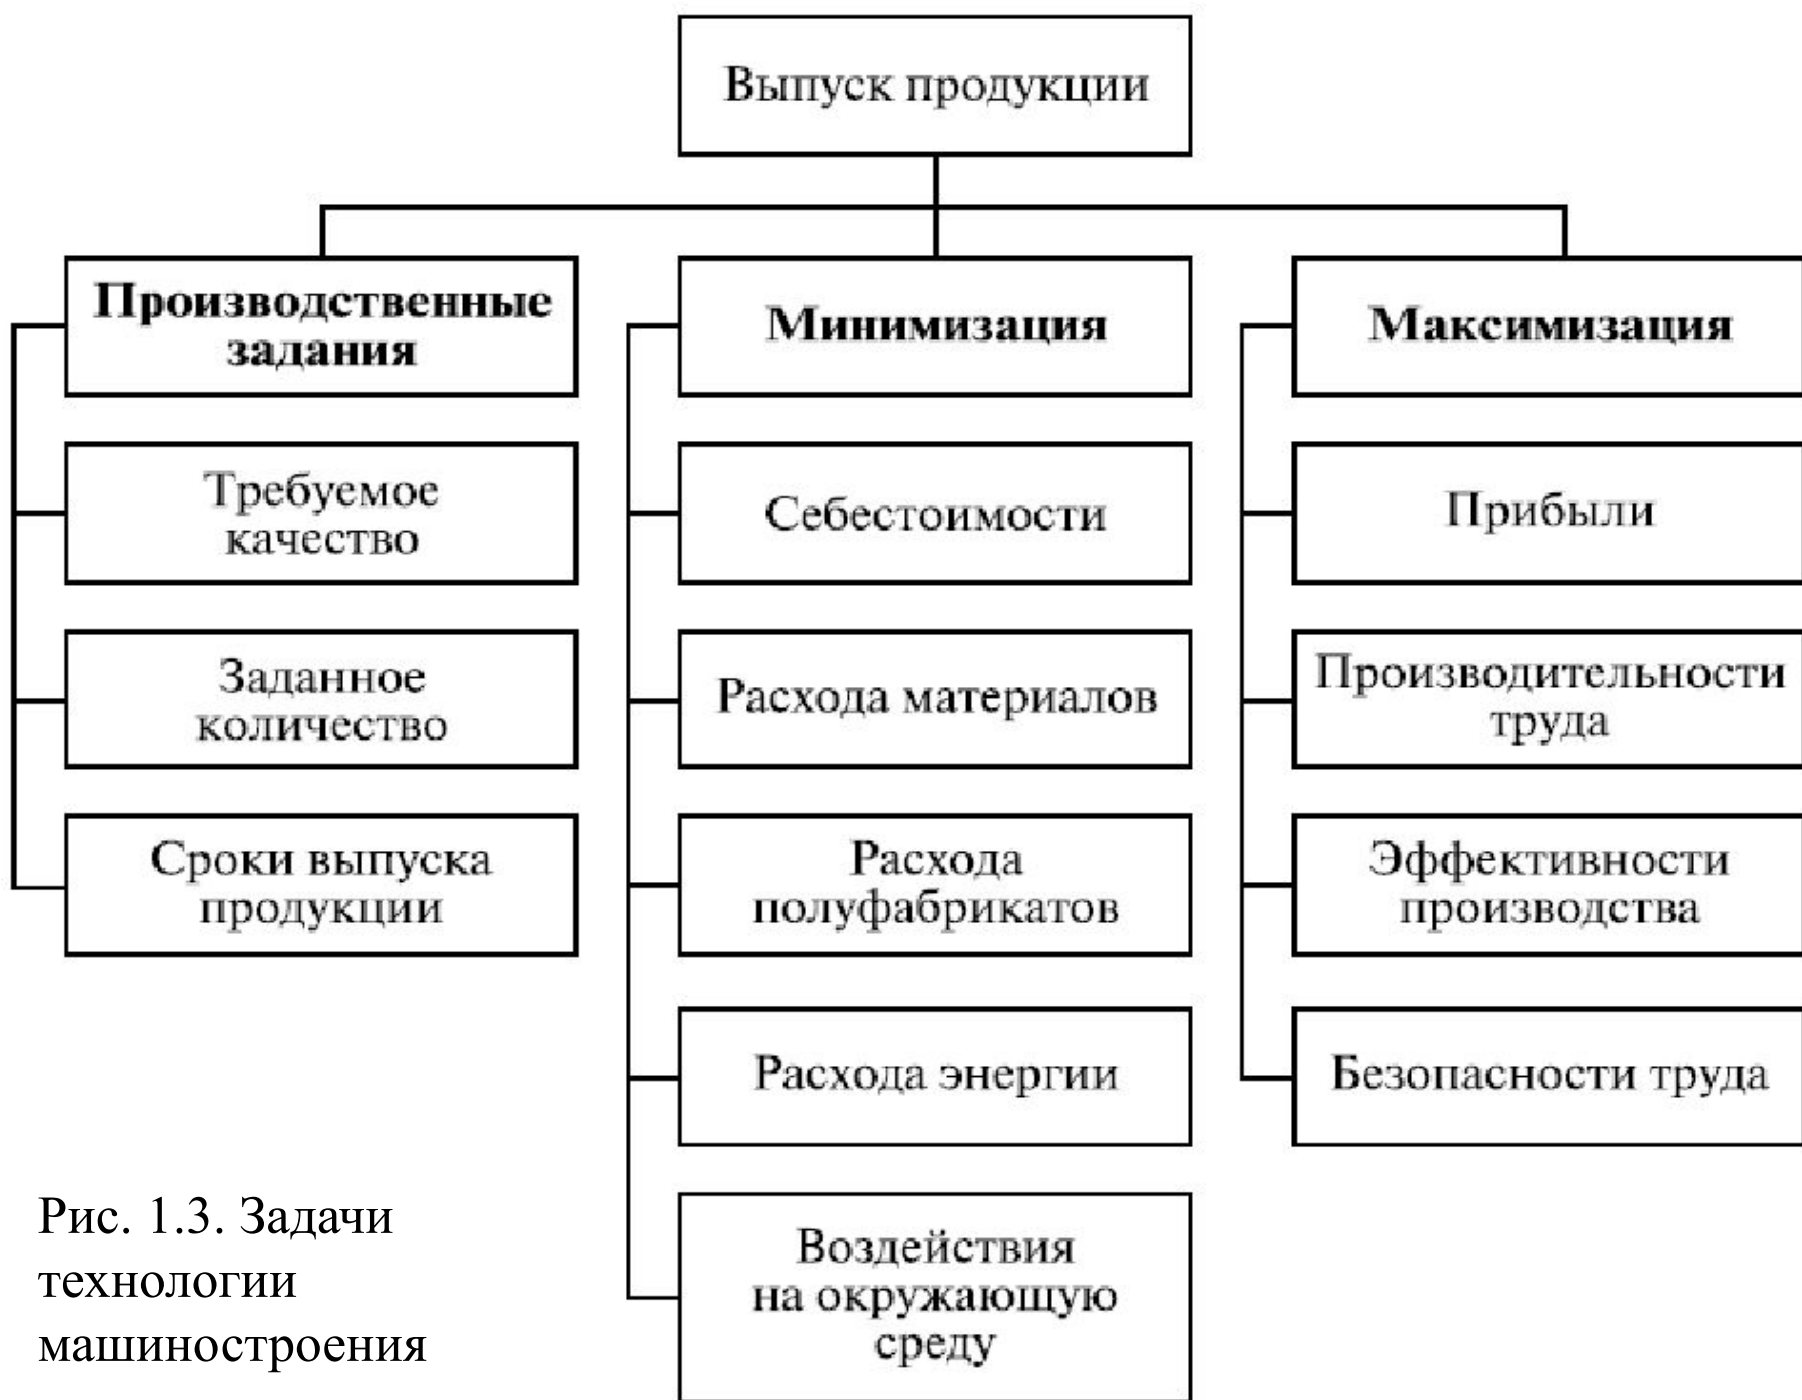 Выпуск продукции
Производственные
задания
Требуемое
качество
Заданное
количество
Сроки выпуска
продукции
Минимизация
Себестоимости
Расхода материалов
Расхода
полуфабрикатов
Расхода энергии
Воздействия
на окружающую
среду
Максимизация
Прибыли
Производительности
труда
Эффективности
производства
Безопасности труда
Рис. 1.3. Задачи
технологии
машиностроения